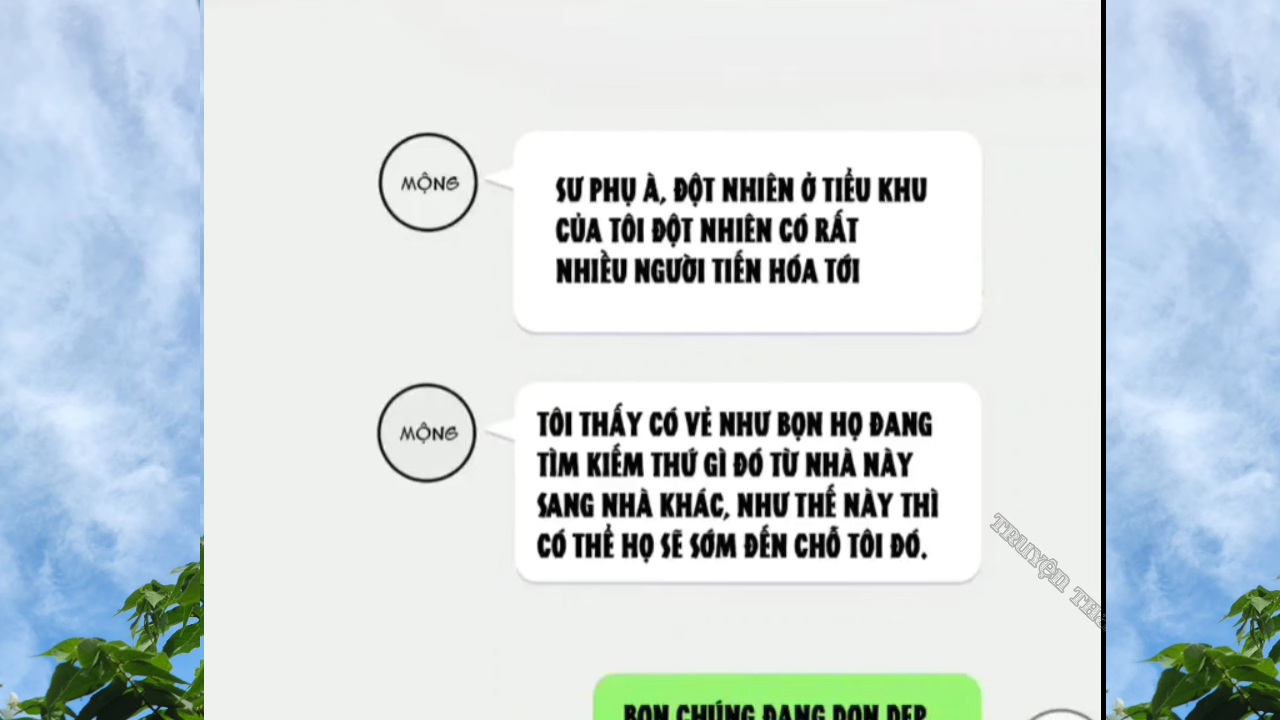 MỘNG
SƯ PHỤ À, ĐỘT NHIÊN Ở TIỂU KHU
CỦA TÔI ĐỘT NHIÊN CÓ RẤT
NHIỀU NGƯỜI TIẾN HÓA TỚI
MỘNG
TÔI THẤY CÓ VẺ NHƯ BỌN HỌ ĐANG
TÌM KIẾM THỨ GÌ ĐÓ TỪ NHÀ NÀY
SANG NHÀ KHÁC, NHƯ THẾ NÀY THÌ
CÓ THỂ HỌ SẼ SỚM ĐẾN CHỖ TÔI ĐÓ.
TRUYỆN
BỌN CHÚNG ĐANG DỌN DẸP